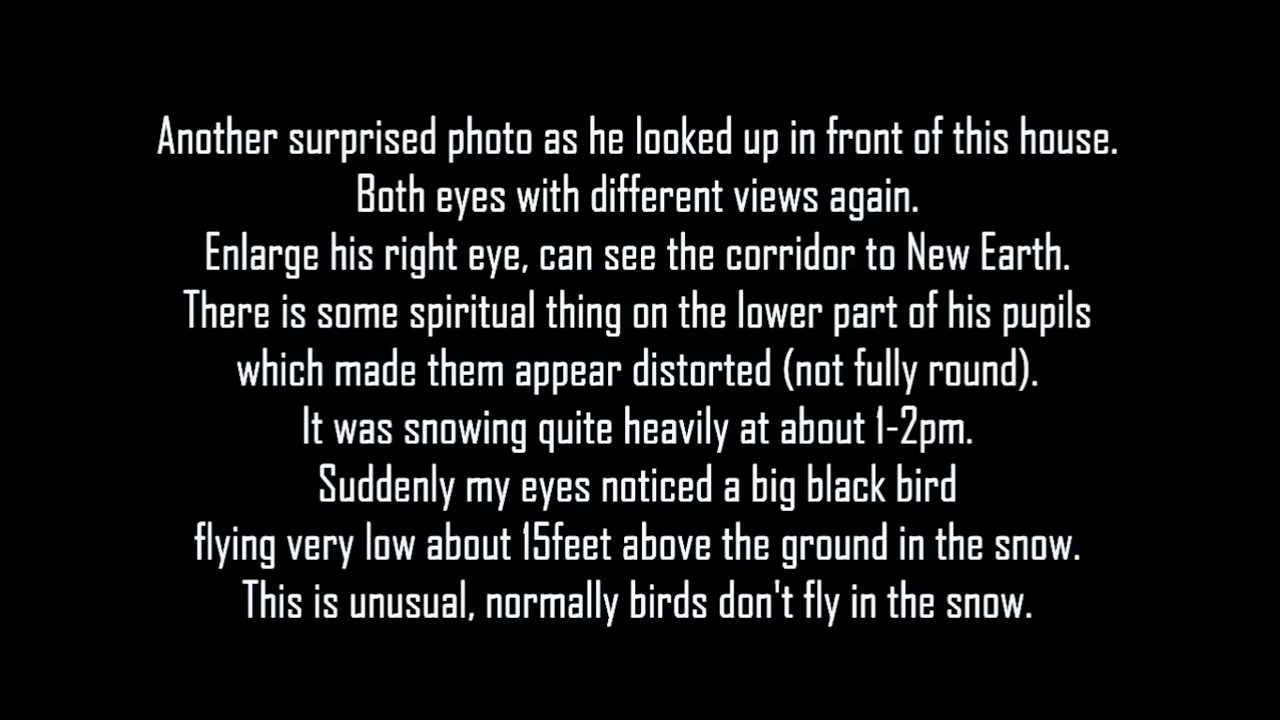 Another surprised photo as he looked up in front of this house.
Both eyes with different views again.
Enlarge his right eye, can see the corridor to New Earth.
There is some spiritual thing on the lower part of his pupils
which made them appear distorted (not fully round).
It was snowing quite heavily at about 1-2pm.
Suddenly my eyes noticed a big black bird
flying very low about 15feet above the ground in the snow.
This is unusual, normally birds don't fly in the snow.